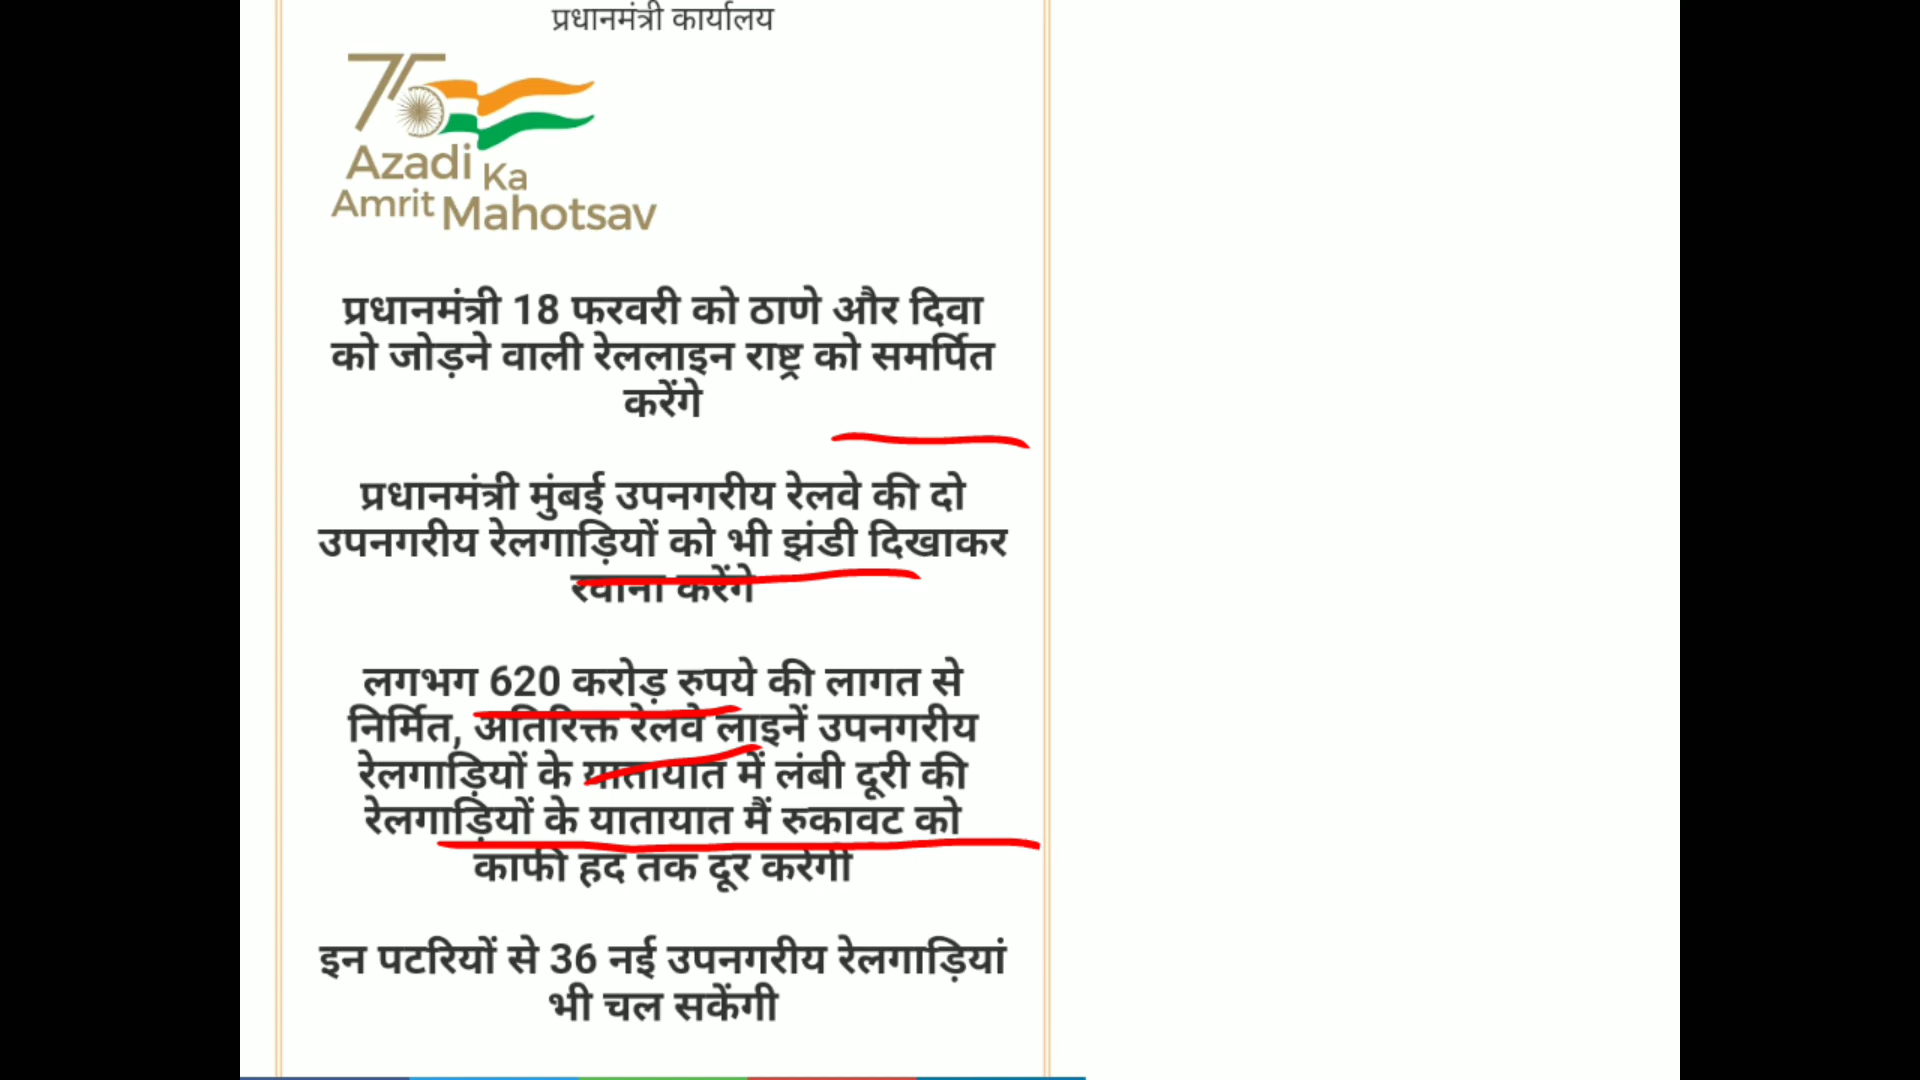 प्रधानमंत्री कार्यालय
75
Azadi Ka
Amrit Mahotsav
प्रधानमंत्री 18 फरवरी को ठाणे और दिवा
को जोड़ने वाली रेललाइन राष्ट्र को समर्पित
करेंगे
प्रधानमंत्री मुंबई उपनगरीय रेलवे की दो
उपनगरीय रेलगाड़ियों को भी झंडी दिखाकर
रवाना करेंगे
लगभग 620 करोड़ रुपये की लागत से
निर्मित, अतिरिक्त रेलवे लाइनें उपनगरीय
रेलगाड़ियों के यातायात में लंबी दूरी की
रेलगाड़ियों के यातायात मैं रुकावट को
काफी हद तक दूर करेगी
इन पटरियों से 36 नई उपनगरीय रेलगाड़ियां
भी चल सकेंगी